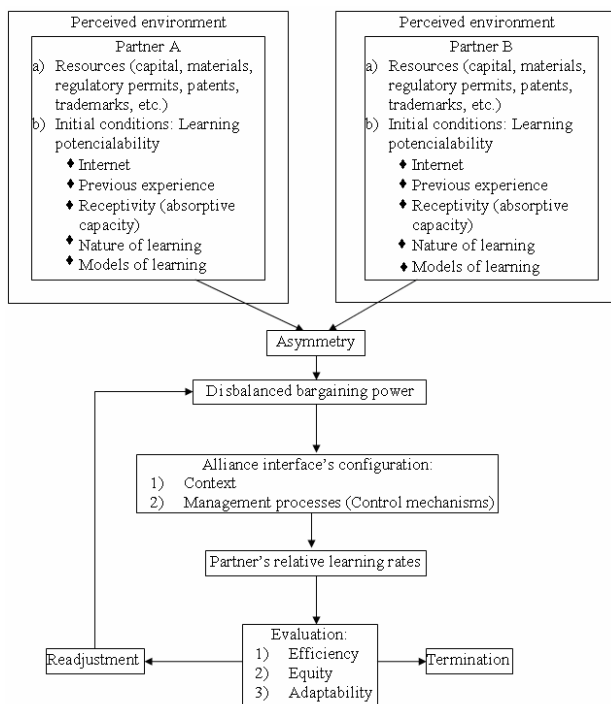 Perceived environment
Partner A
a) Resources (capital, materials,
regulatory permits, patents,
trademarks, etc.)
b) Initial conditions: Learning
potencialability
♦ Internet
♦ Previous experience
♦ Receptivity (absorptive
capacity)
♦ Nature of learning
♦ Models of learning
Perceived environment
Partner B
a) Resources (capital, materials,
regulatory permits, patents,
trademarks, etc.)
b) Initial conditions: Learning
potencialability
♦ Internet
♦ Previous experience
♦ Receptivity (absorptive
capacity)
♦ Nature of learning
♦ Models of learning
Asymmetry
Disbalanced bargaining power
Alliance interface's configuration:
1) Context
2) Management processes (Control mechanisms)
Partner's relative learning rates
Evaluation:
1) Efficiency
2) Equity
3) Adaptability
Readjustment
Termination